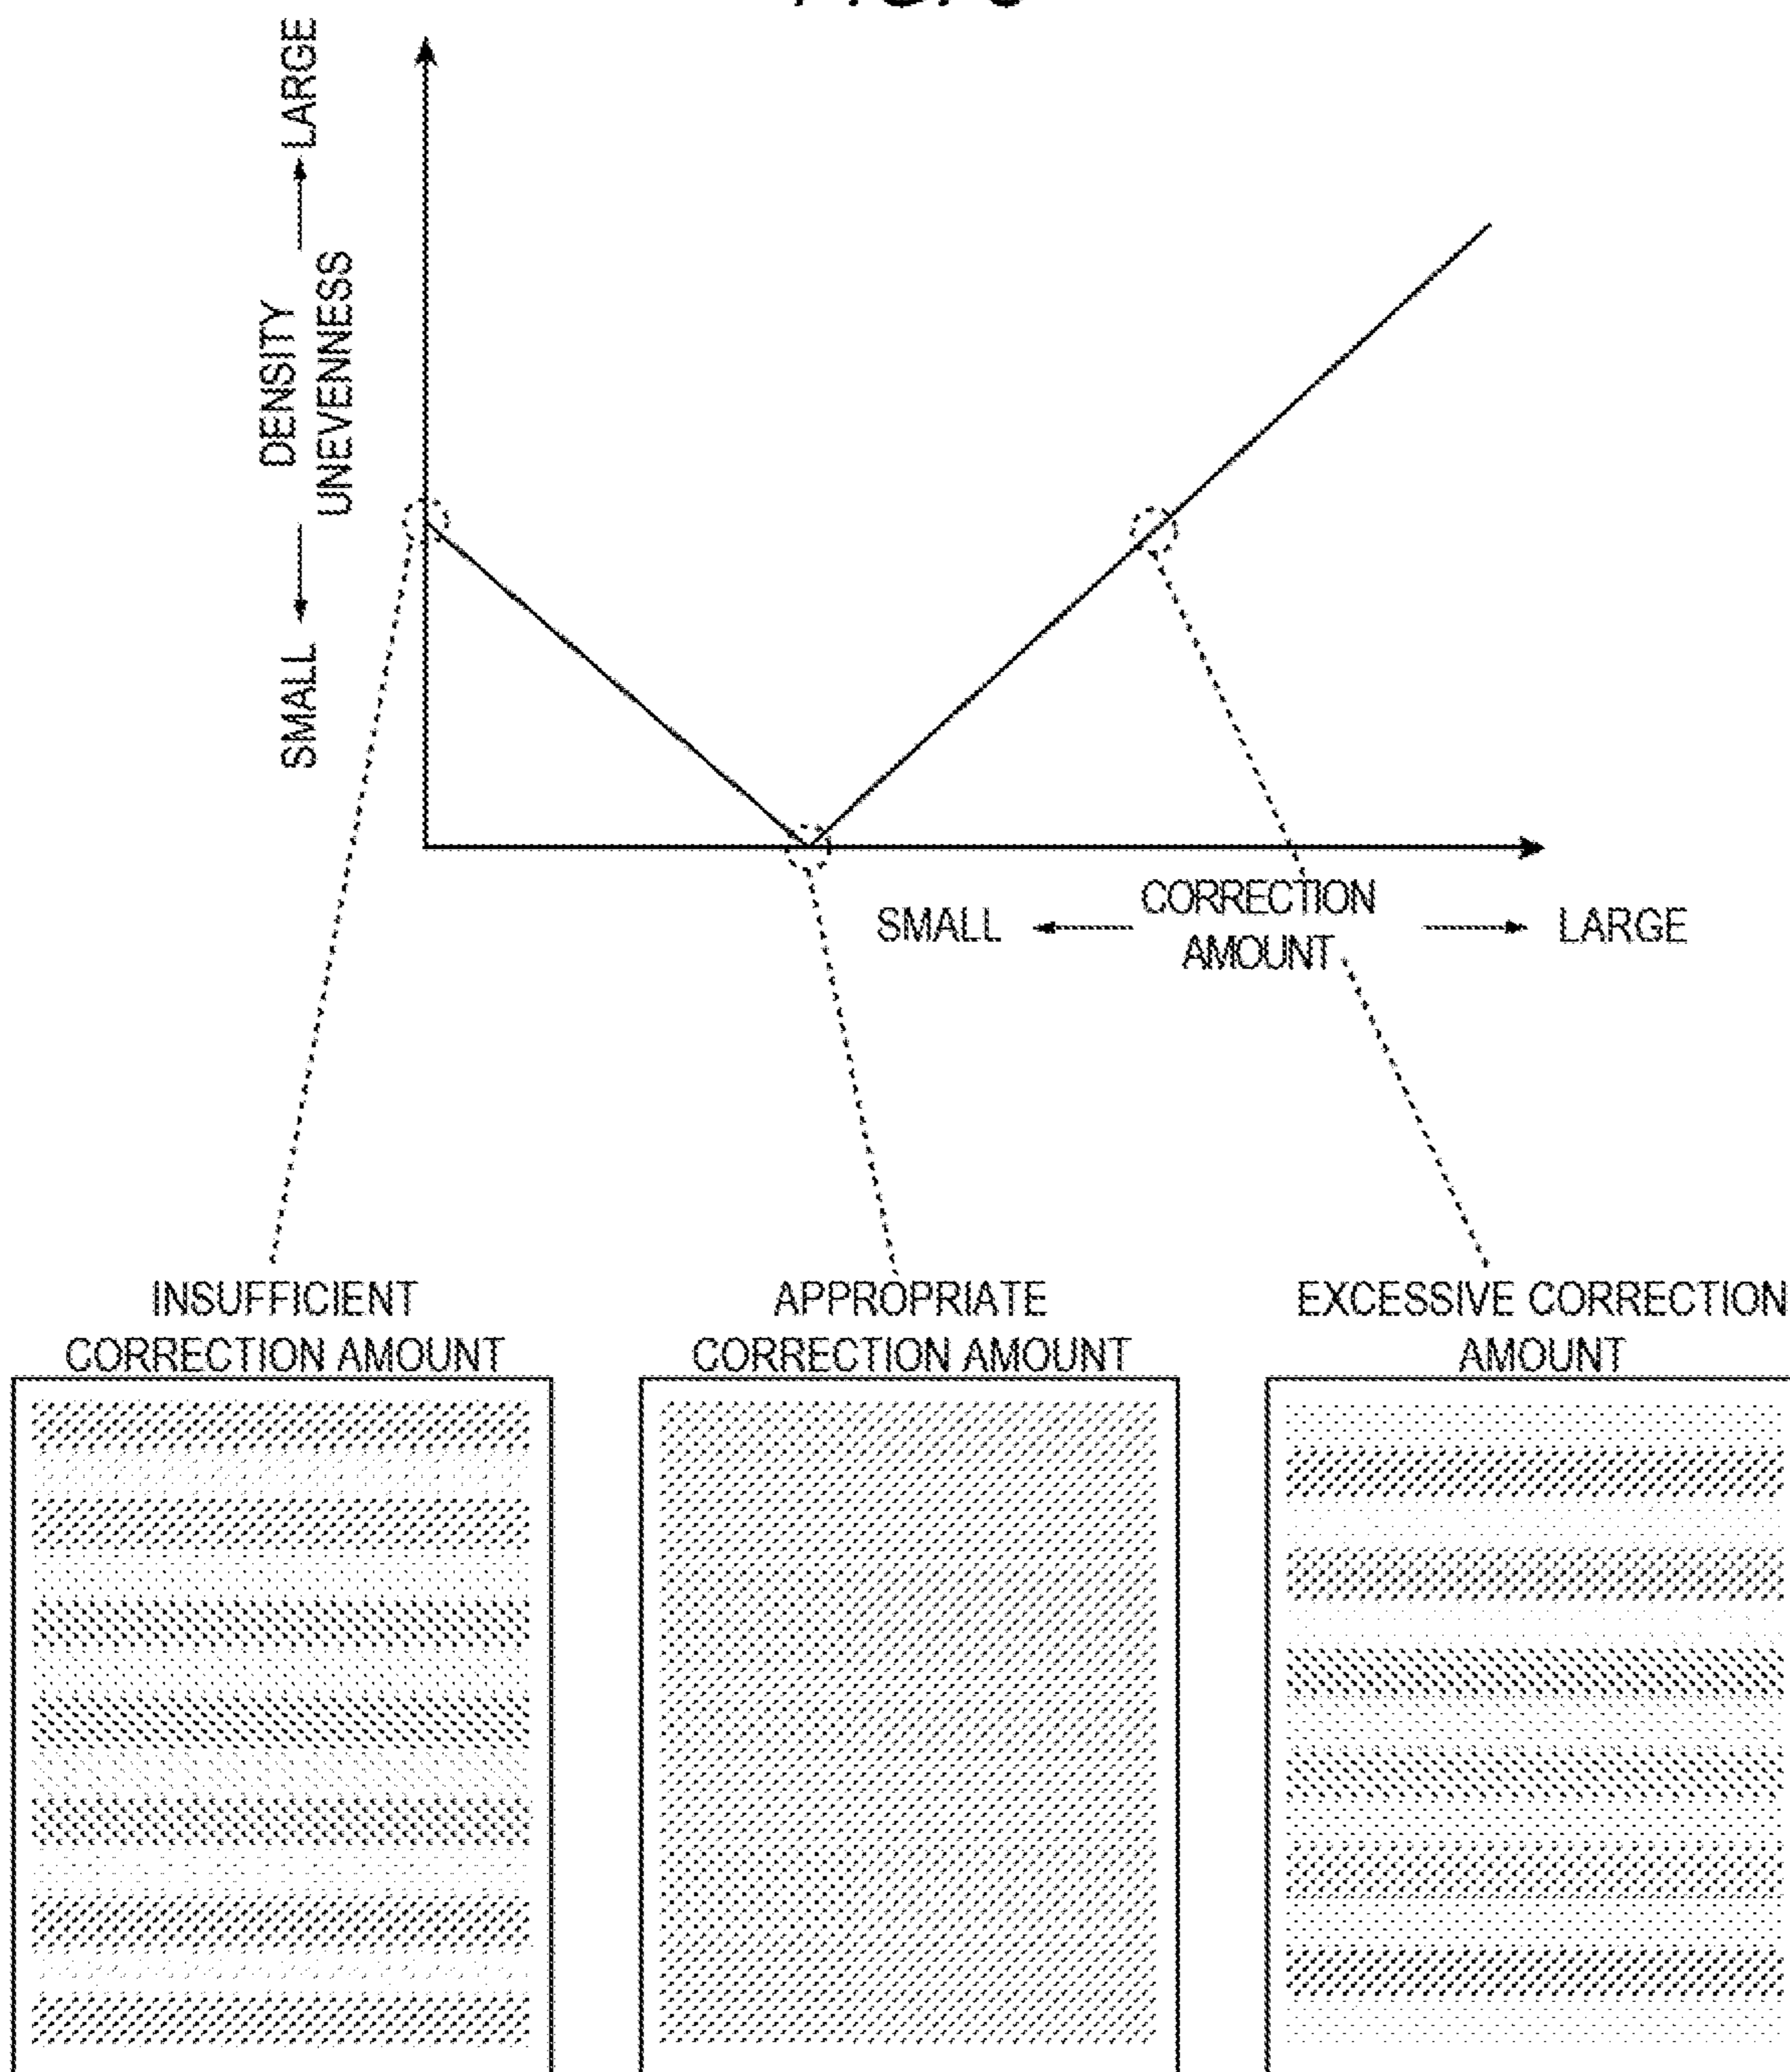 LARGE
DENSITY
UNEVENNESS
SMALL
SMALL
CORRECTION
AMOUNT
LARGE
INSUFFICIENT
CORRECTION AMOUNT
APPROPRIATE
CORRECTION AMOUNT
EXCESSIVE CORRECTION
AMOUNT